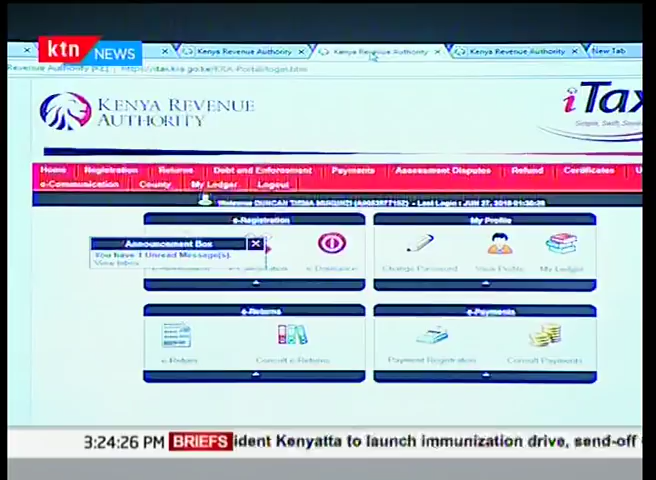 ktn NEWS
Kenya Revenue Authority
Kenya Revenue Authority
Kenya Revenue Authority
New Tab
KENYA REVENUE
AUTHORITY
iTax
Home Registration Returns Debt and Enforcement Payments Assessment Disputes Refund Certificates
e-Communication County My Ledger Logout
e-Registration
My Profile
Announcement Box
You have 1 Unread Message(s).
View Inbox
Change Password
View Profile
My Ledger
e-Returns
e-Payments
e-Return
Consult e-Returns
Payment Registration
Consult Payments
3:24:26 PM BRIEFS ident Kenyatta to launch immunization drive, send-off